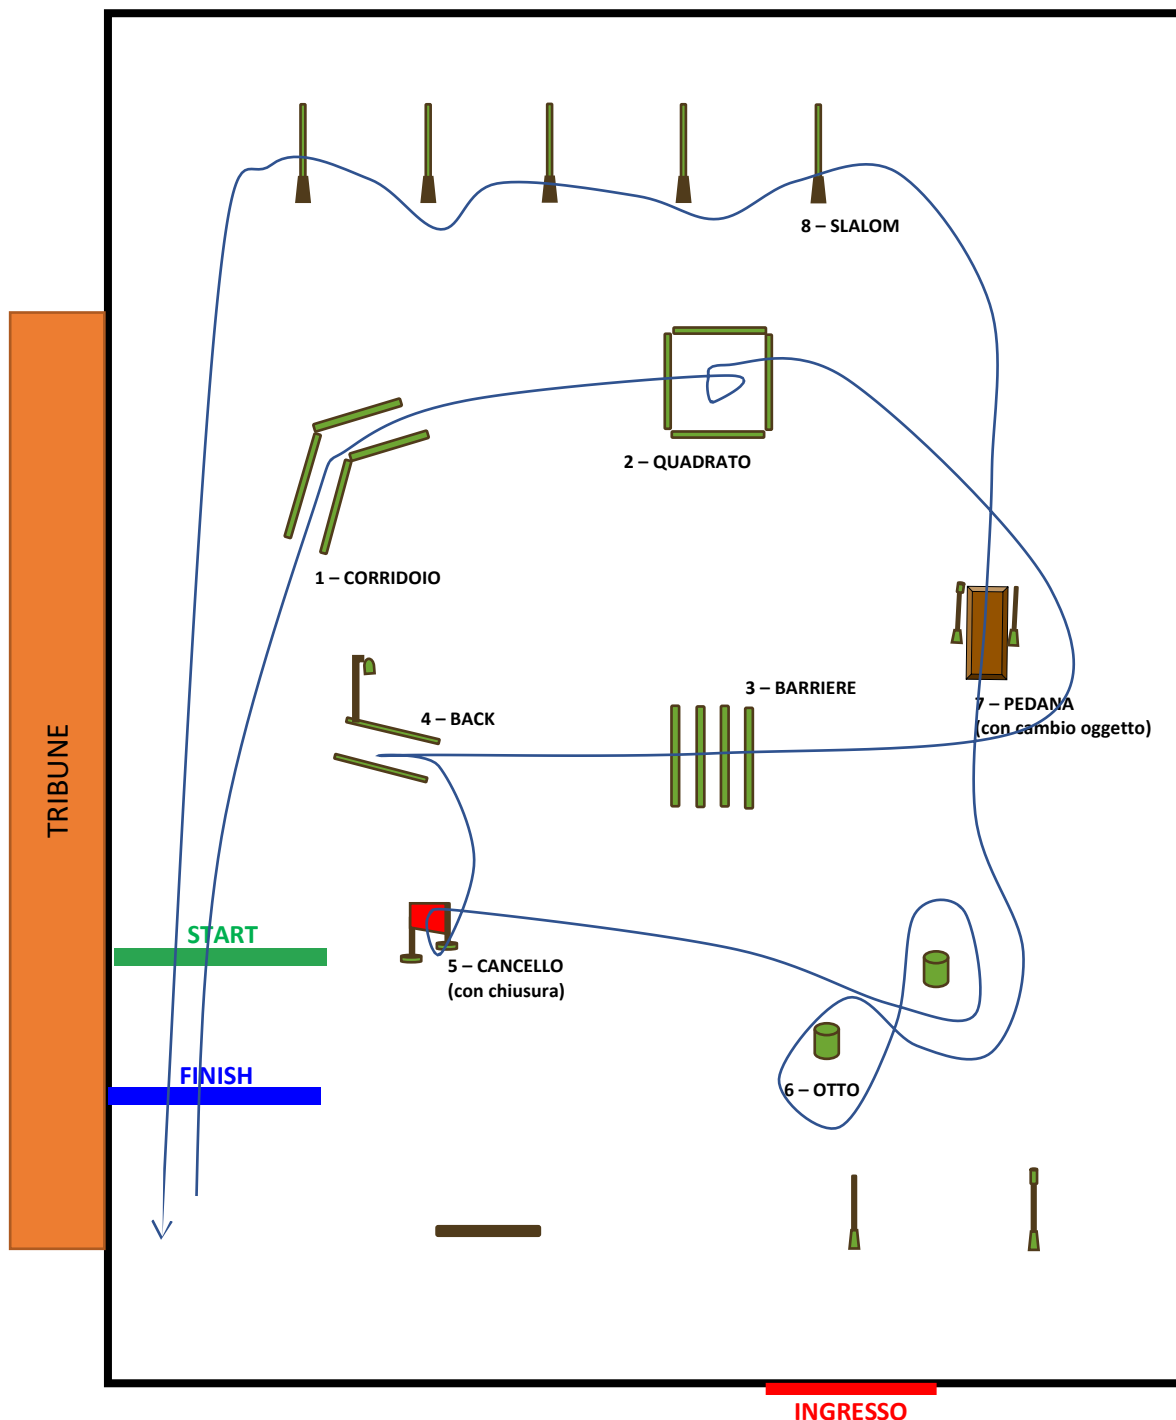 8 – SLALOM
2 – QUADRATO
1 – CORRIDOIO
3 – BARRIERE
7 – PEDANA
(con cambio oggetto)
4 – BACK
TRIBUNE
START
5 – CANCELLO
(con chiusura)
FINISH
6 – OTTO
INGRESSO